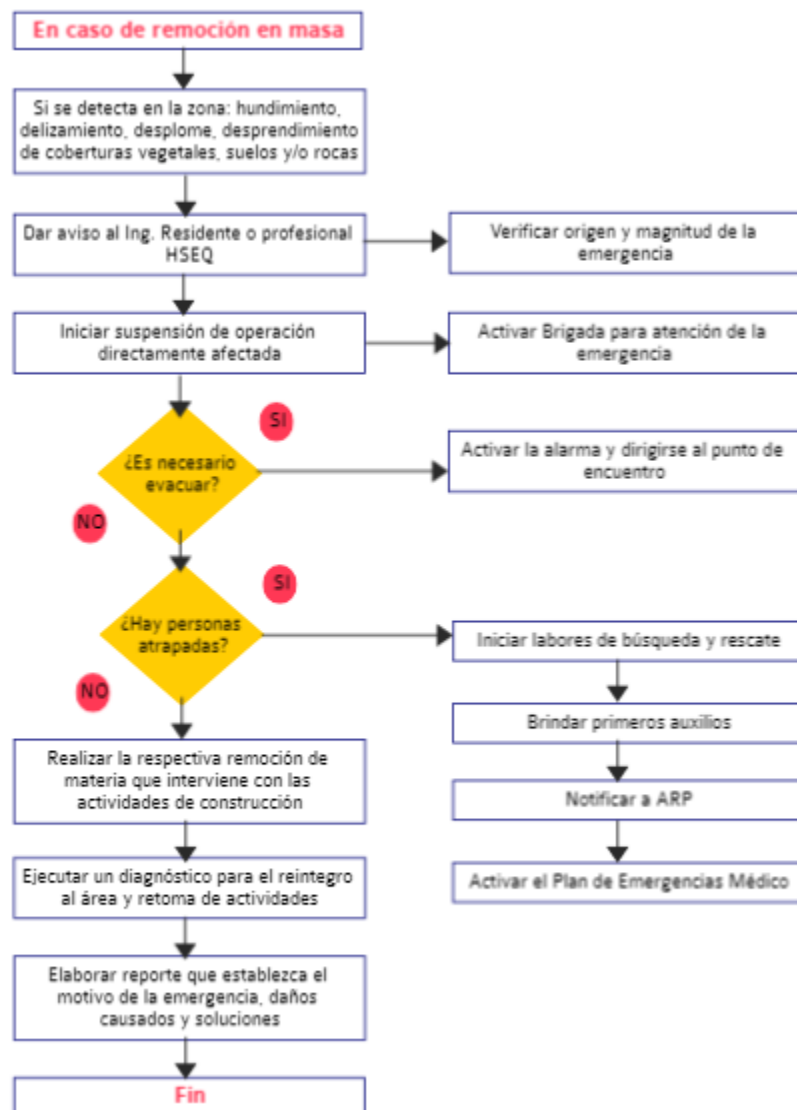 En caso de remoción en masa
Si se detecta en la zona: hundimiento,
delizamiento, desplome, desprendimiento
de coberturas vegetales, suelos y/o rocas
Dar aviso al Ing. Residente o profesional
HSEQ
Verificar origen y magnitud de la
emergencia
Iniciar suspensión de operación
directamente afectada
Activar Brigada para atención de la
emergencia
SI
¿Es necesario
evacuar?
Activar la alarma y dirigirse al punto de
encuentro
NO
SI
¿Hay personas
atrapadas?
Iniciar labores de búsqueda y rescate
NO
Brindar primeros auxilios
Realizar la respectiva remoción de
materia que interviene con las
actividades de construcción
Notificar a ARP
Ejecutar un diagnóstico para el reintegro
al área y retoma de actividades
Activar el Plan de Emergencias Médico
Elaborar reporte que establezca el
motivo de la emergencia, daños
causados y soluciones
Fin